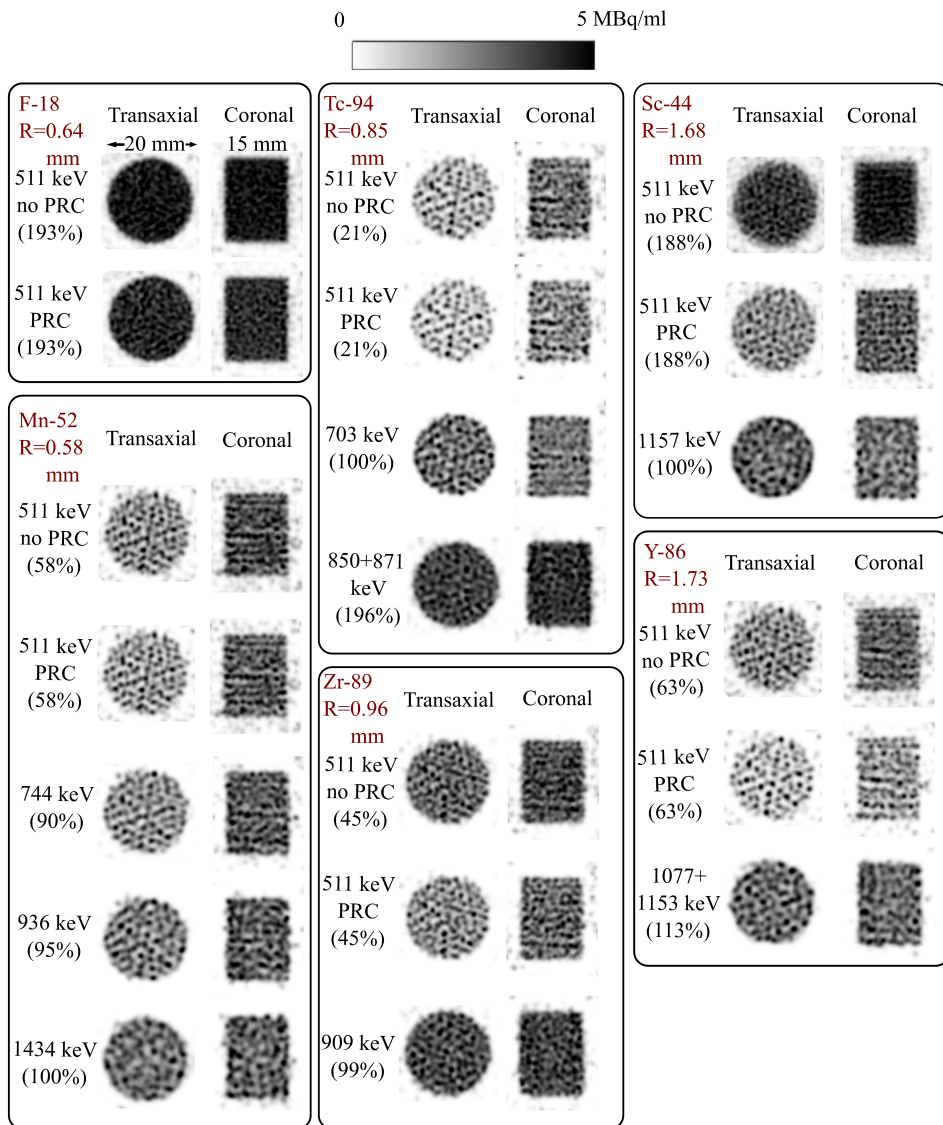 0
5 MBq/ml
F-18
R=0.64
mm
Transaxial
Coronal
20 mm
15 mm
511 keV
no PRC
(193%)
511 keV
PRC
(193%)
Mn-52
R=0.58
mm
Transaxial
Coronal
511 keV
no PRC
(58%)
511 keV
PRC
(58%)
744 keV
(90%)
936 keV
(95%)
1434 keV
(100%)
Tc-94
R=0.85
mm
Transaxial
Coronal
511 keV
no PRC
(21%)
511 keV
PRC
(21%)
703 keV
(100%)
850+871
keV
(196%)
Zr-89
R=0.96
mm
Transaxial
Coronal
511 keV
no PRC
(45%)
511 keV
PRC
(45%)
909 keV
(99%)
Sc-44
R=1.68
mm
Transaxial
Coronal
511 keV
no PRC
(188%)
511 keV
PRC
(188%)
1157 keV
(100%)
Y-86
R=1.73
mm
Transaxial
Coronal
511 keV
no PRC
(63%)
511 keV
PRC
(63%)
1077+
1153 keV
(113%)